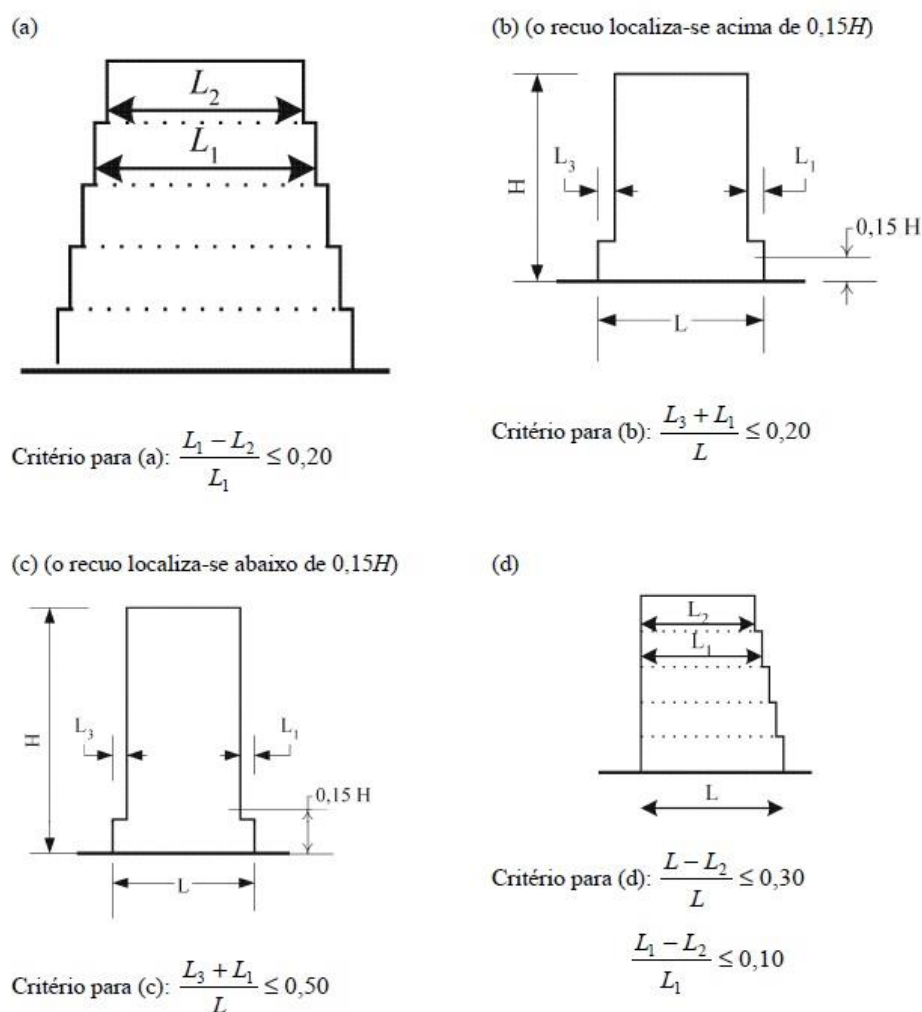 (a)
L₂
L₁
Critério para (a): (L₁ − L₂)/L₁ ≤ 0,20
(b) (o recuo localiza-se acima de 0,15H)
H
L₃
L₁
0,15 H
L
Critério para (b): (L₃ + L₁)/L ≤ 0,20
(c) (o recuo localiza-se abaixo de 0,15H)
H
L₃
L₁
0,15 H
L
Critério para (c): (L₃ + L₁)/L ≤ 0,50
(d)
L₂
L₁
L
Critério para (d): (L − L₂)/L ≤ 0,30
(L₁ − L₂)/L₁ ≤ 0,10